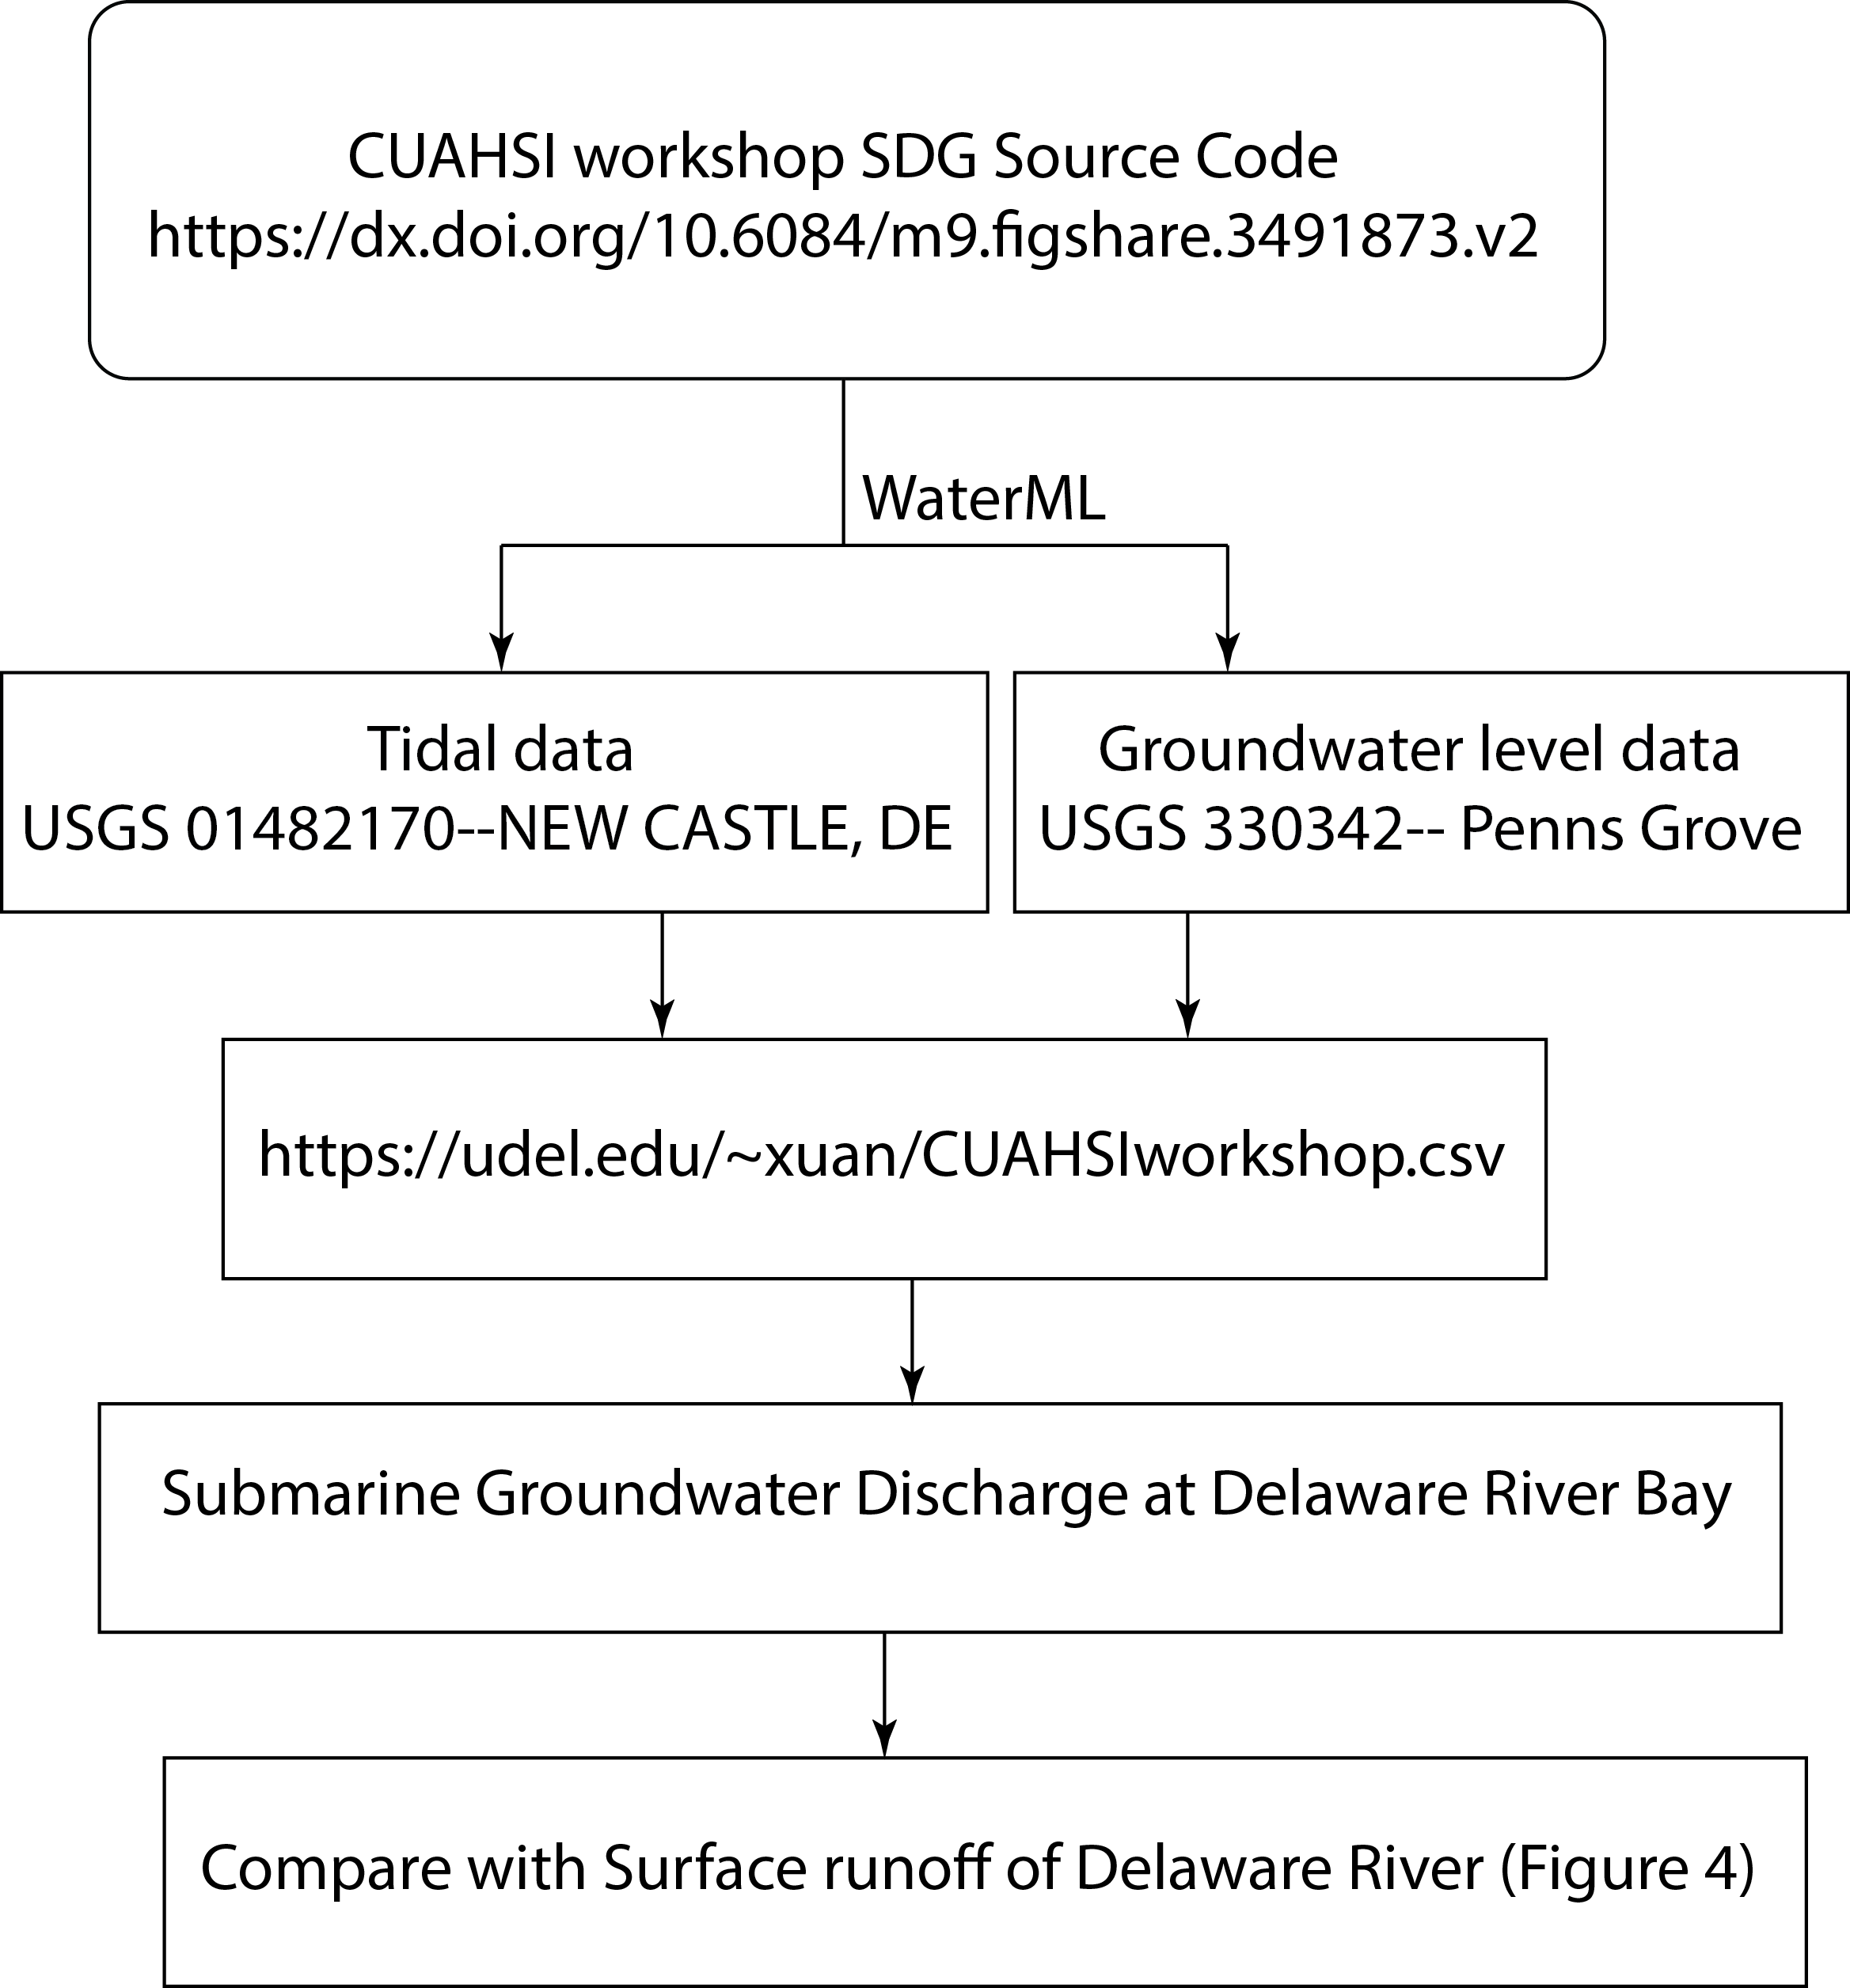 CUAHSI workshop SDG Source Code
https://dx.doi.org/10.6084/m9.figshare.3491873.v2
WaterML
Tidal data
USGS 01482170--NEW CASTLE, DE
Groundwater level data
USGS 330342-- Penns Grove
https://udel.edu/~xuan/CUAHSIworkshop.csv
Submarine Groundwater Discharge at Delaware River Bay
Compare with Surface runoff of Delaware River (Figure 4)